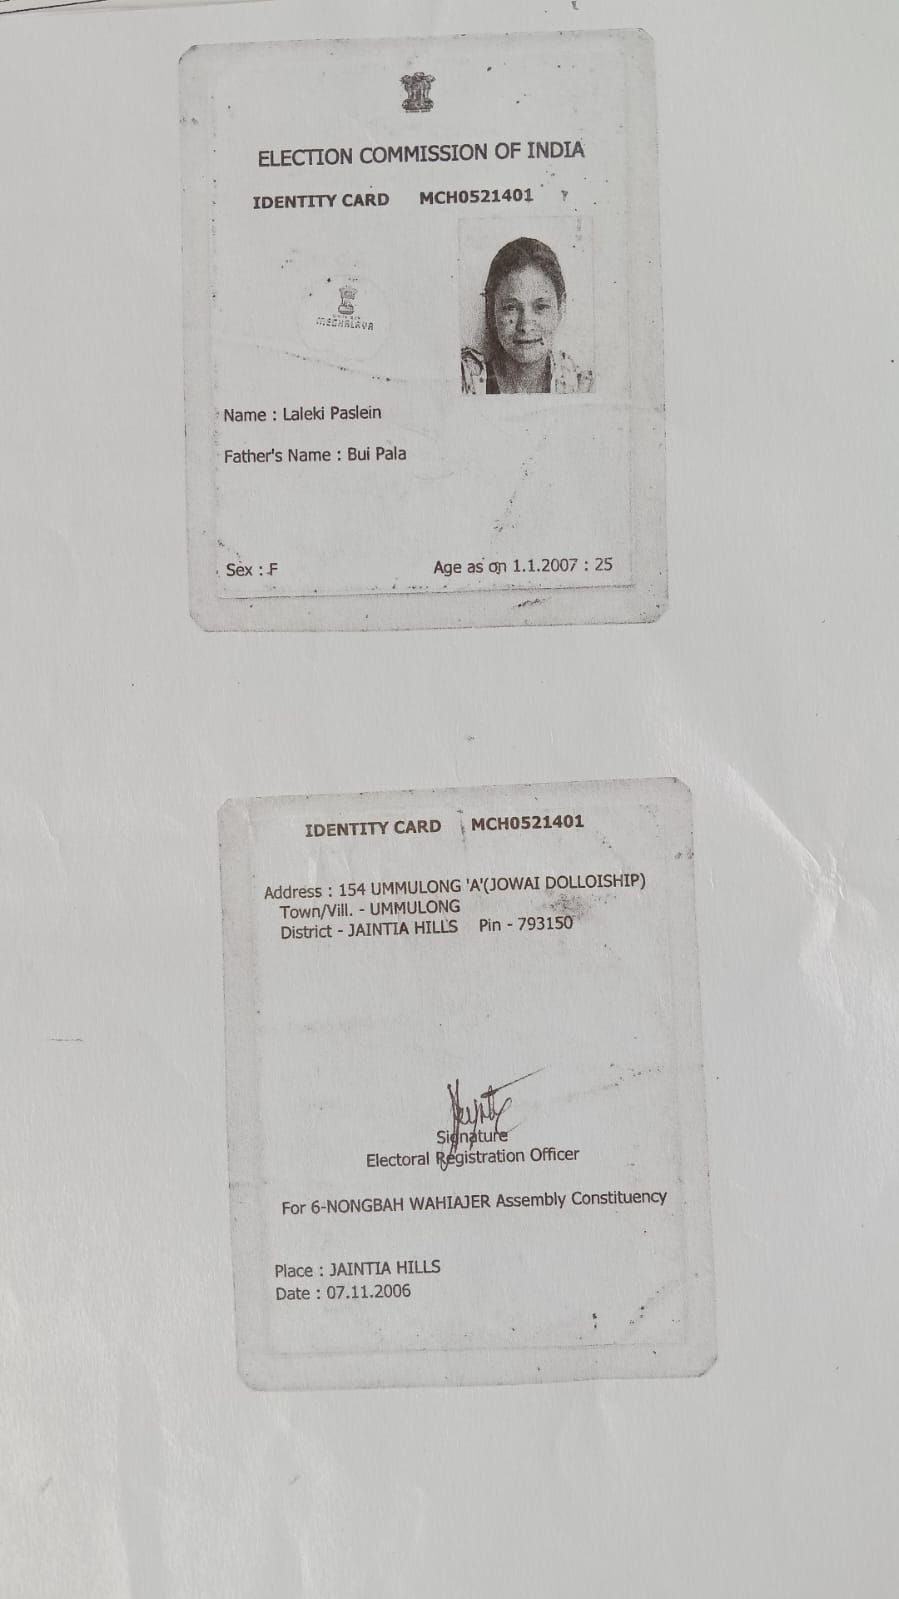 ELECTION COMMISSION OF INDIA
IDENTITY CARD MCH0521401
MEGHALAYA
Name : Laleki Paslein
Father's Name : Bui Pala
Sex : F Age as on 1.1.2007 : 25
IDENTITY CARD MCH0521401
Address : 154 UMMULONG 'A'(JOWAI DOLLOISHIP)
Town/Vill. - UMMULONG
District - JAINTIA HILLS Pin - 793150
Signature
Electoral Registration Officer
For 6-NONGBAH WAHIAJER Assembly Constituency
Place : JAINTIA HILLS
Date : 07.11.2006